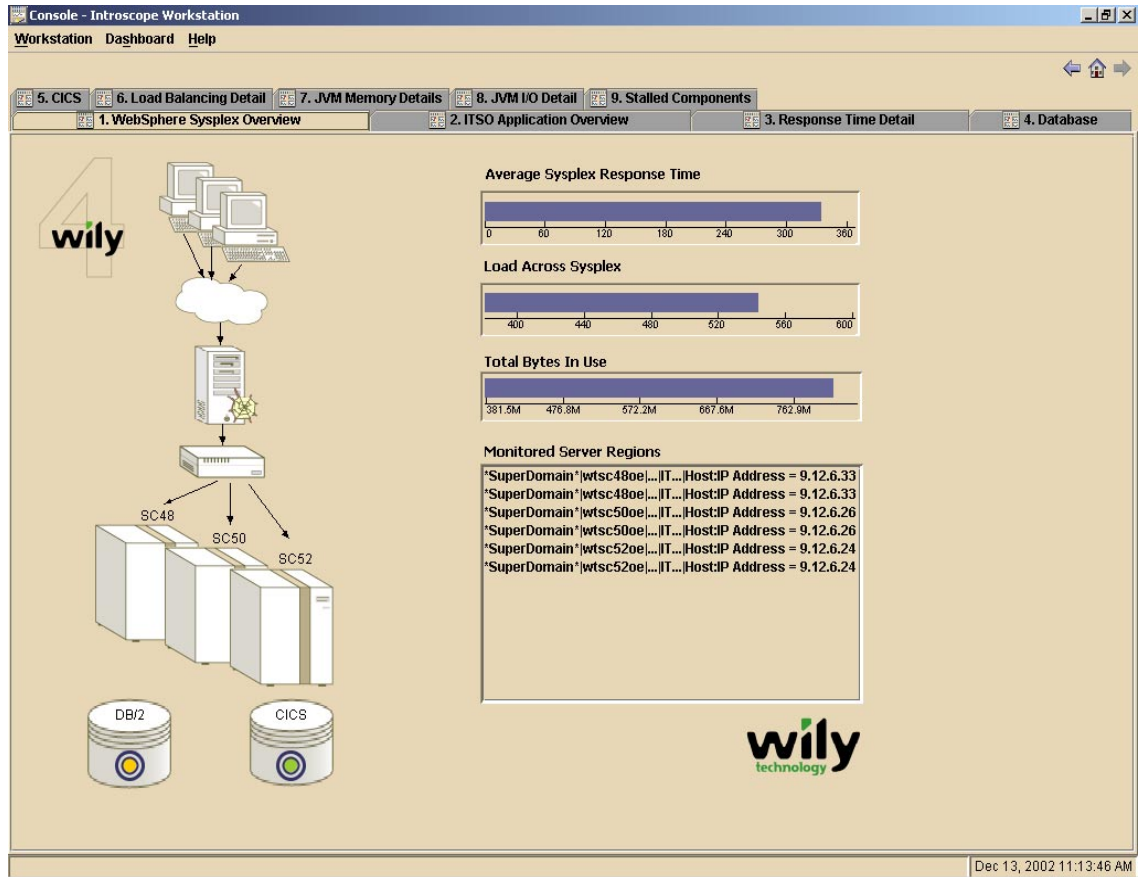 Console - Introscope Workstation
Workstation Dashboard Help
5. CICS 6. Load Balancing Detail 7. JVM Memory Details 8. JVM I/O Detail 9. Stalled Components
1. WebSphere Sysplex Overview 2. ITSO Application Overview 3. Response Time Detail 4. Database
4
wily
SC48
SC50
SC52
DB/2
CICS
Average Sysplex Response Time
0 60 120 180 240 300 360
Load Across Sysplex
400 440 480 520 560 600
Total Bytes In Use
381.5M 476.8M 572.2M 667.6M 762.9M
Monitored Server Regions
*SuperDomain*|wtsc48oe|...|IT...|Host:IP Address = 9.12.6.33
*SuperDomain*|wtsc48oe|...|IT...|Host:IP Address = 9.12.6.33
*SuperDomain*|wtsc50oe|...|IT...|Host:IP Address = 9.12.6.26
*SuperDomain*|wtsc50oe|...|IT...|Host:IP Address = 9.12.6.26
*SuperDomain*|wtsc52oe|...|IT...|Host:IP Address = 9.12.6.24
*SuperDomain*|wtsc52oe|...|IT...|Host:IP Address = 9.12.6.24
wily
technology
Dec 13, 2002 11:13:46 AM